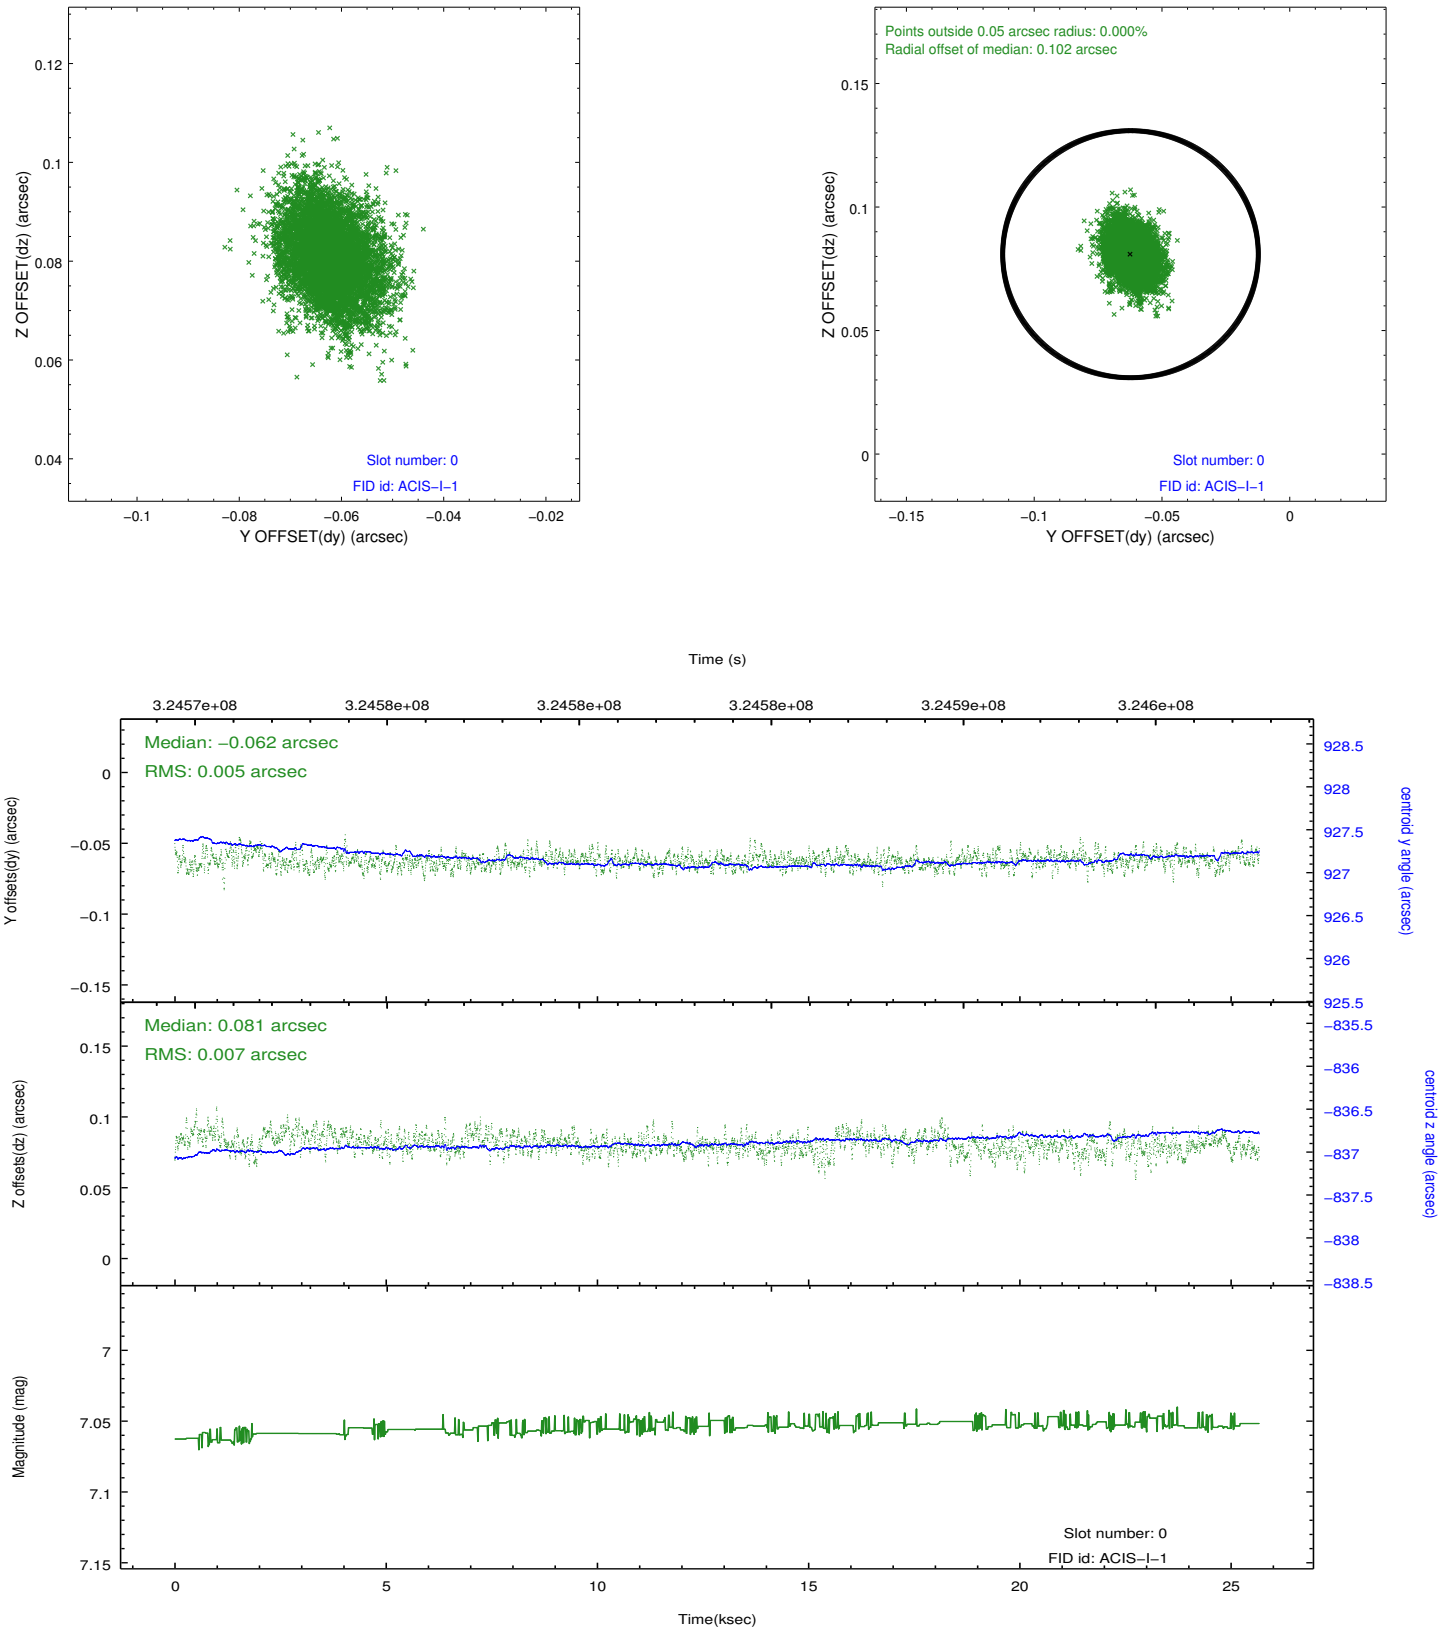 0.12
0.1
0.08
0.06
0.04
Z OFFSET(dz) (arcsec)
Slot number: 0
FID id: ACIS−I−1
−0.1
−0.08
−0.06
−0.04
−0.02
Y OFFSET(dy) (arcsec)
Points outside 0.05 arcsec radius: 0.000%
Radial offset of median: 0.102 arcsec
0.15
0.1
0.05
0
Z OFFSET(dz) (arcsec)
Slot number: 0
FID id: ACIS−I−1
−0.15
−0.1
−0.05
0
Y OFFSET(dy) (arcsec)
Time (s)
3.2457e+08
3.2458e+08
3.2458e+08
3.2458e+08
3.2459e+08
3.246e+08
Median: −0.062 arcsec
RMS: 0.005 arcsec
0
−0.05
−0.1
−0.15
Y offsets(dy) (arcsec)
928.5
928
927.5
927
926.5
926
925.5
centroid y angle (arcsec)
Median: 0.081 arcsec
RMS: 0.007 arcsec
0.15
0.1
0.05
0
Z offsets(dz) (arcsec)
−835.5
−836
−836.5
−837
−837.5
−838
−838.5
centroid z angle (arcsec)
7
7.05
7.1
7.15
Magnitude (mag)
Slot number: 0
FID id: ACIS−I−1
0
5
10
15
20
25
Time(ksec)